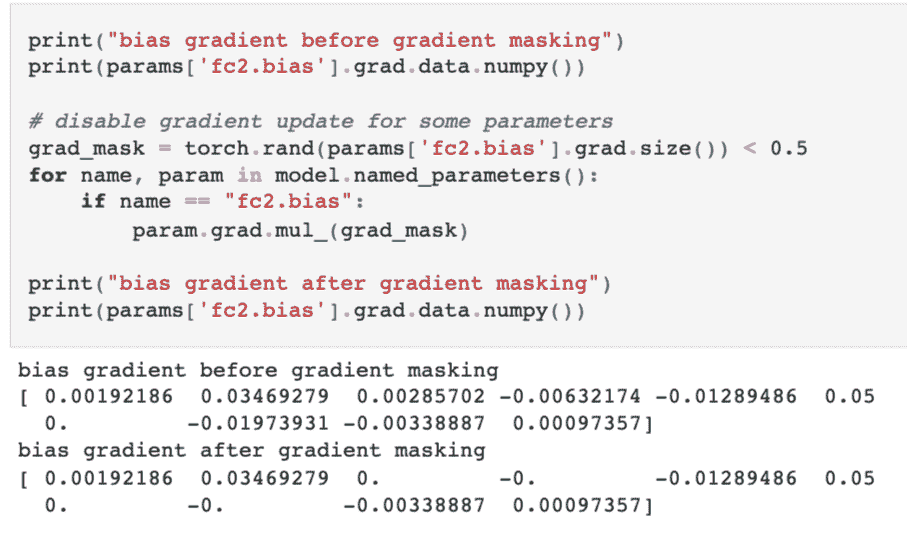 print("bias gradient before gradient masking")
print(params['fc2.bias'].grad.data.numpy())
# disable gradient update for some parameters
grad_mask = torch.rand(params['fc2.bias'].grad.size()) < 0.5
for name, param in model.named_parameters():
    if name == "fc2.bias":
        param.grad.mul_(grad_mask)
print("bias gradient after gradient masking")
print(params['fc2.bias'].grad.data.numpy())
bias gradient before gradient masking
[ 0.00192186  0.03469279  0.00285702 -0.00632174 -0.01289486  0.05
  0.         -0.01973931 -0.00338887  0.00097357]
bias gradient after gradient masking
[ 0.00192186  0.03469279  0.         -0.         -0.01289486  0.05
  0.         -0.         -0.00338887  0.00097357]